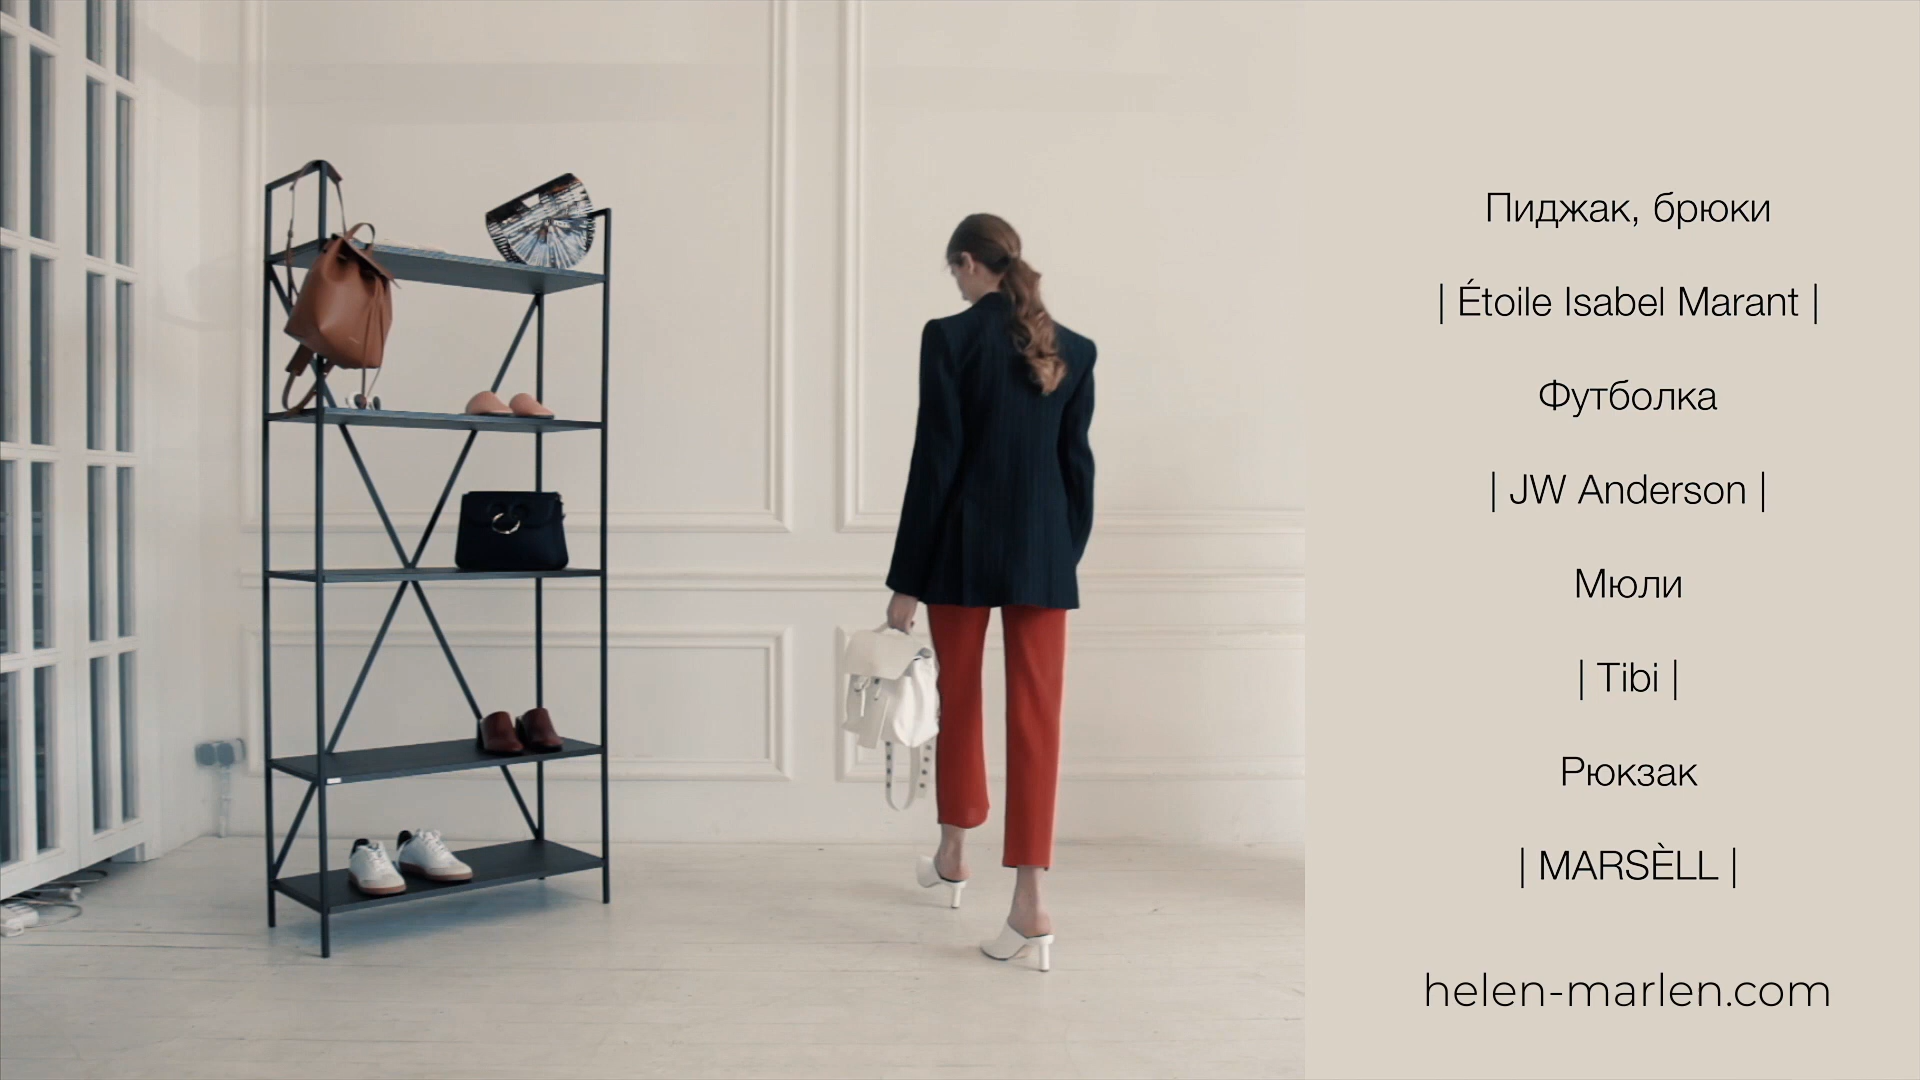 Пиджак, брюки
| Étoile Isabel Marant |
Футболка
| JW Anderson |
Мюли
| Tibi |
Рюкзак
| MARSÈLL |
helen-marlen.com